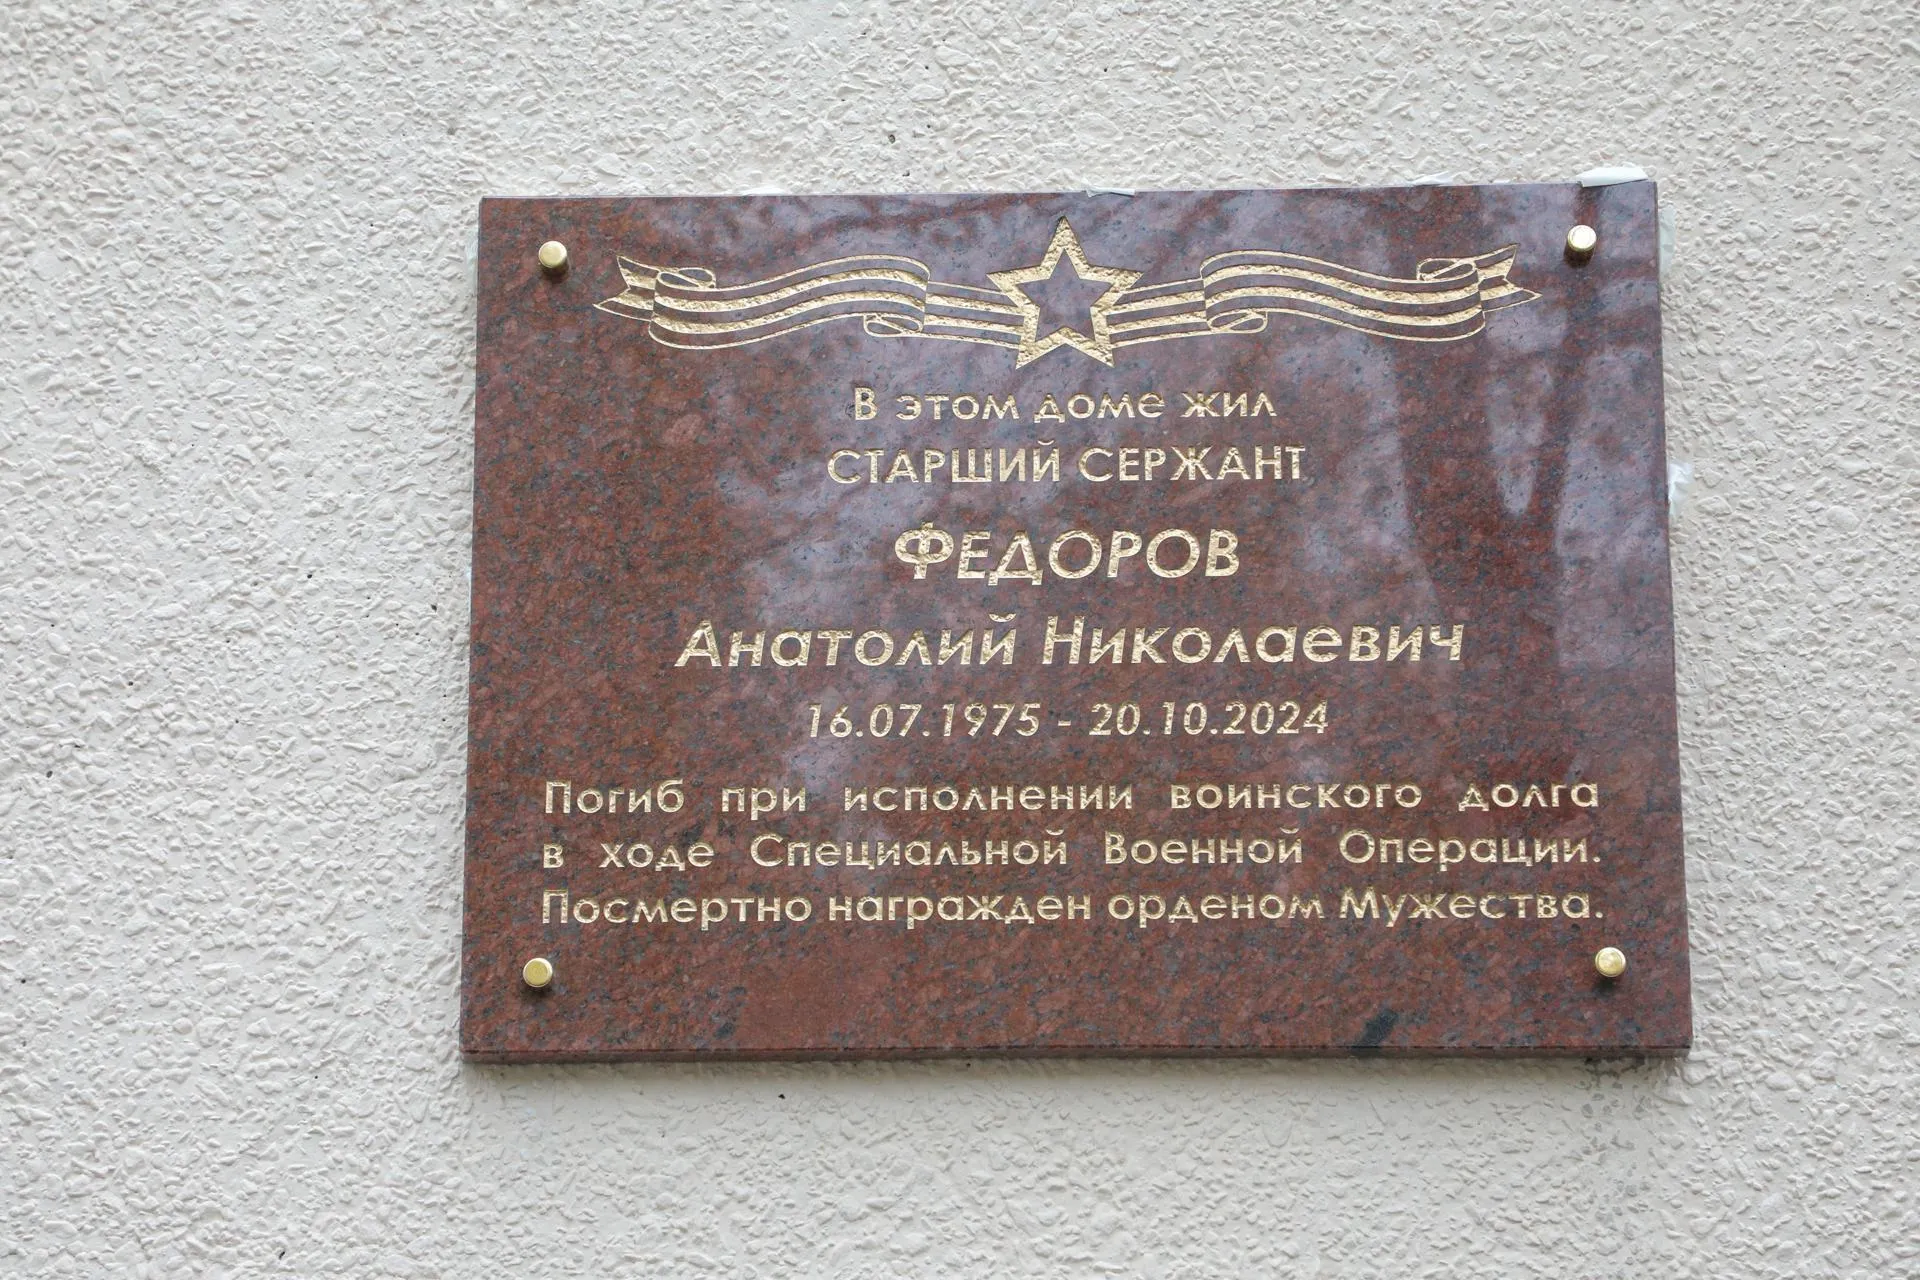 В этом доме жил
СТАРШИЙ СЕРЖАНТ
ФЕДОРОВ
Анатолий Николаевич
16.07.1975 - 20.10.2024
Погиб при исполнении воинского долга
в ходе Специальной Военной Операции.
Посмертно награжден орденом Мужества.